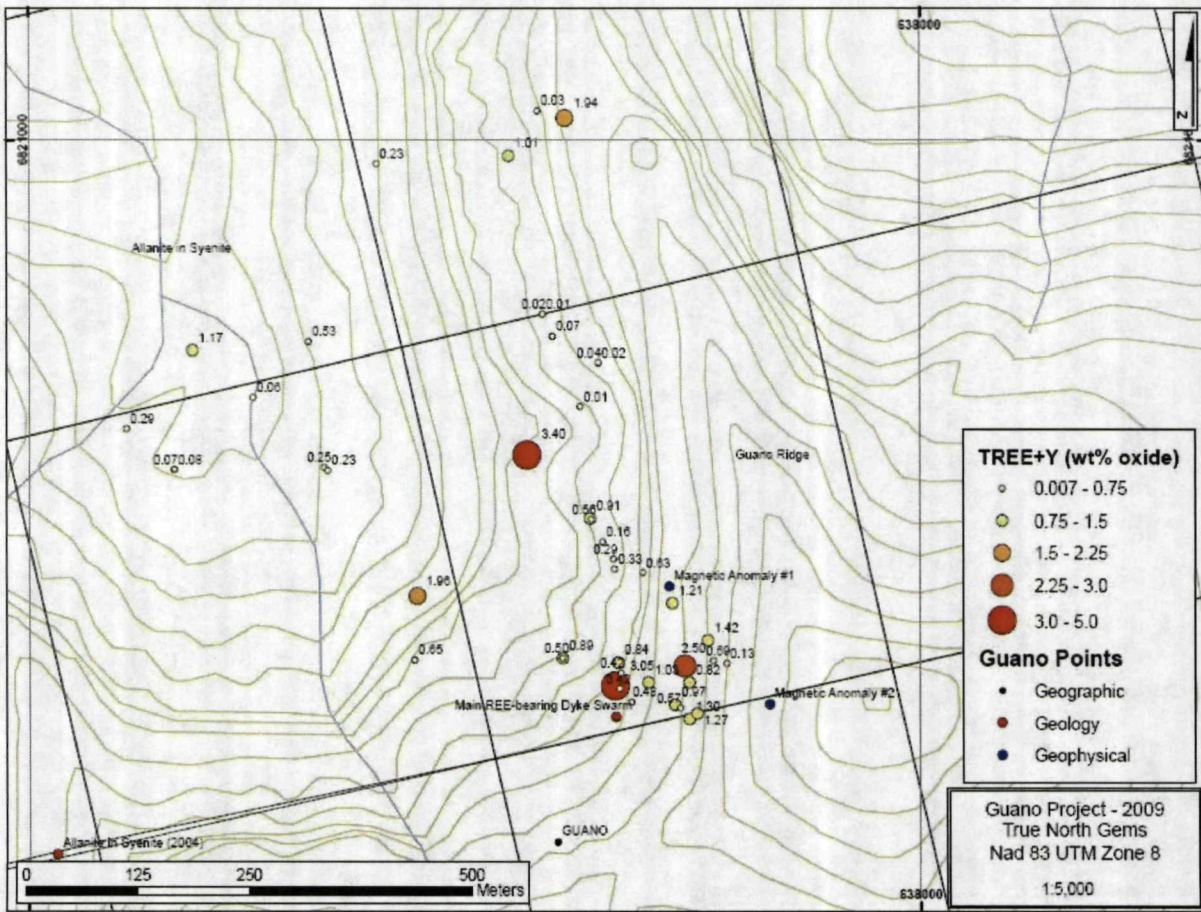 638000
6821000
N
0.03
1.94
1.01
0.23
Allanite in Syenite
0.02 0.01
0.07
0.53
1.17
0.04 0.02
0.06
0.01
0.29
3.40
Guano Ridge
0.07 0.08
0.25 0.23
0.56 0.91
0.16
0.29
0.33
0.63
Magnetic Anomaly #1
1.21
1.96
1.42
0.65
0.50 0.89
0.84
3.05
1.03
2.50 0.69
0.13
0.82
0.48
0.97
Main REE-bearing Dyke Swarm
0.57
1.30
1.27
Magnetic Anomaly #2
GUANO
Allanite in Syenite (2004)
0 125 250 500
Meters
638000
TREE+Y (wt% oxide)
0.007 - 0.75
0.75 - 1.5
1.5 - 2.25
2.25 - 3.0
3.0 - 5.0
Guano Points
Geographic
Geology
Geophysical
Guano Project - 2009
True North Gems
Nad 83 UTM Zone 8
1:5,000